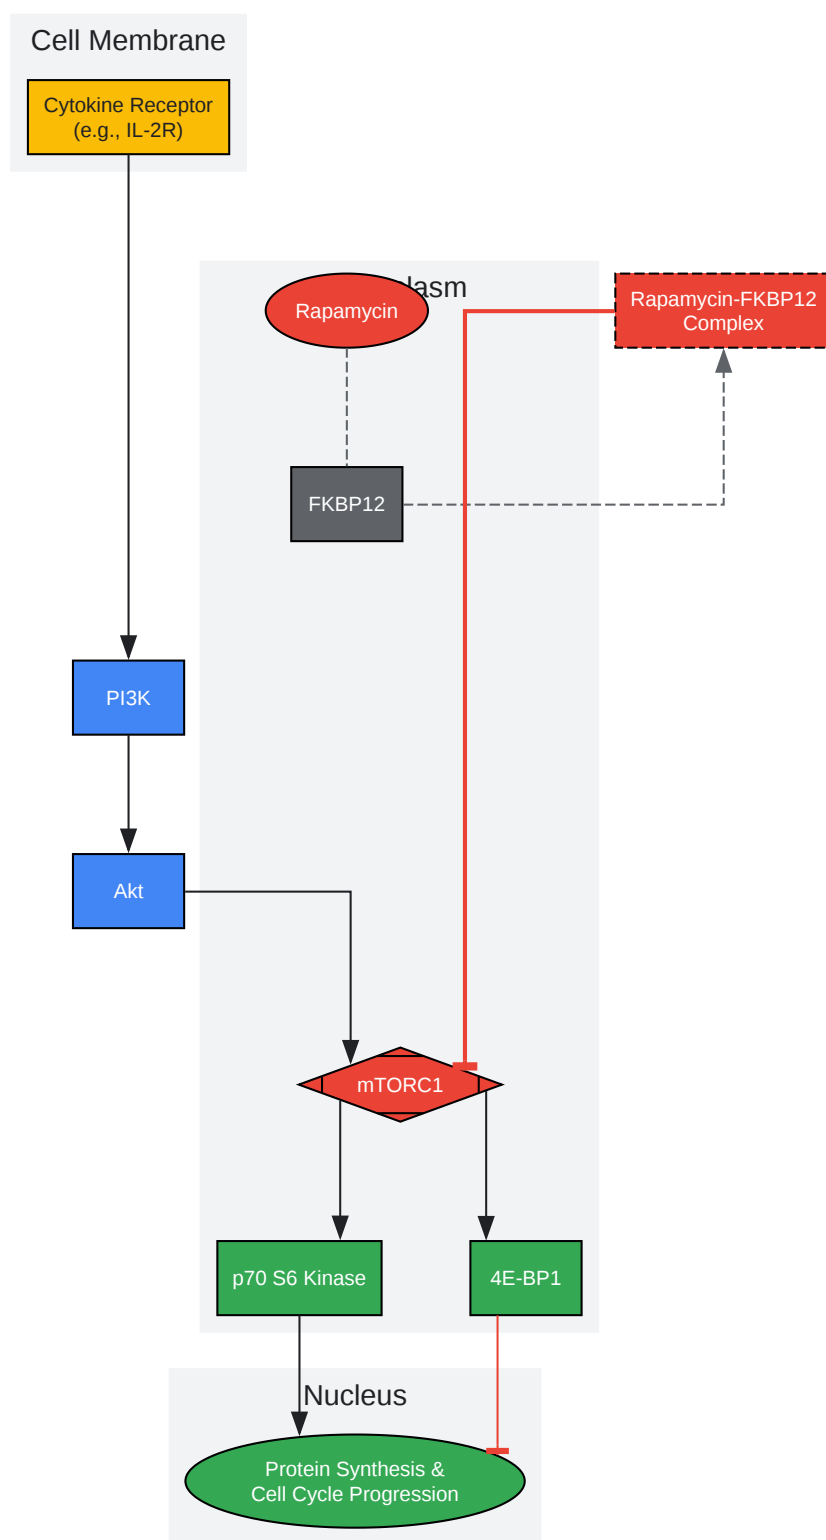 Cell Membrane
Cytokine Receptor
(e.g., IL-2R)
Rapamycin
Rapamycin-FKBP12
Complex
FKBP12
PI3K
Akt
mTORC1
p70 S6 Kinase
4E-BP1
Nucleus
Protein Synthesis &
Cell Cycle Progression